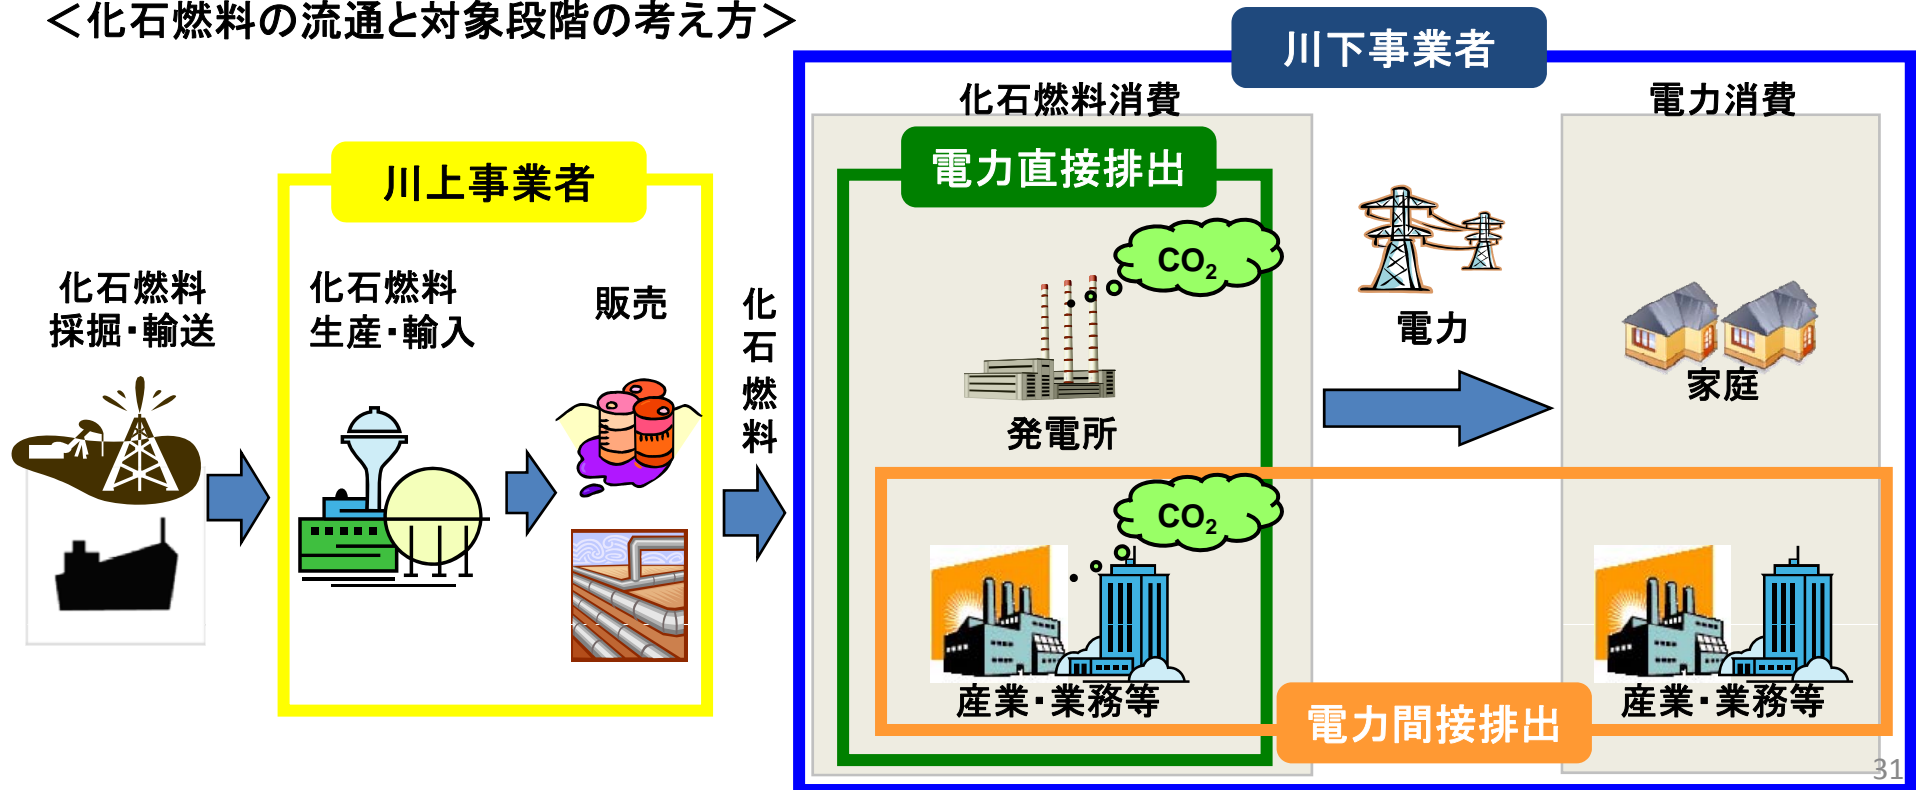 ＜化石燃料の流通と対象段階の考え方＞
川下事業者
化石燃料消費
電力消費
電力直接排出
川上事業者
化石燃料
採掘・輸送
化石燃料
生産・輸入
販売
化石燃料
CO2
発電所
電力
家庭
CO2
産業・業務等
産業・業務等
電力間接排出
31